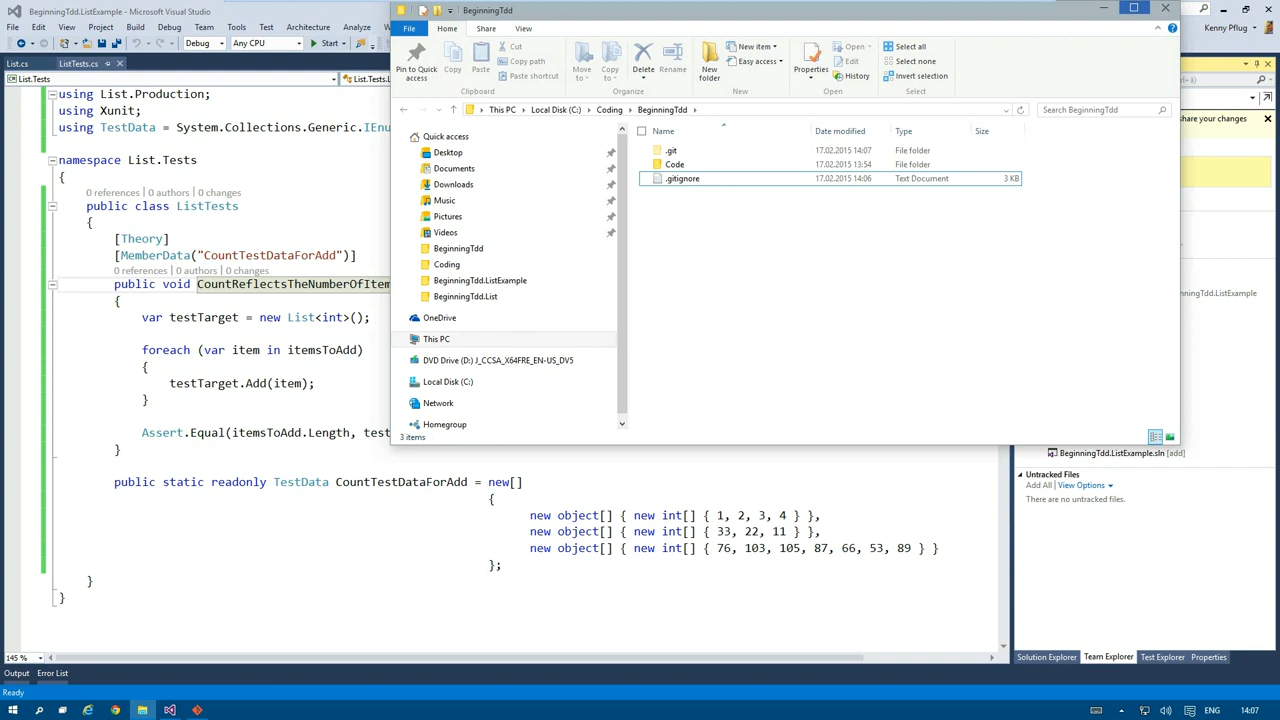 BeginningTdd.ListExample - Microsoft Visual Studio
File Edit View Project Build Debug Team Tools Test Architecture Analyze
Debug Any CPU Start
Kenny Pflug
List.cs ListTests.cs
List.Tests List.Tests.L
using List.Production;
using Xunit;
using TestData = System.Collections.Generic.IEnu
namespace List.Tests
{
0 references | 0 authors | 0 changes
public class ListTests
{
[Theory]
[MemberData("CountTestDataForAdd")]
0 references | 0 authors | 0 changes
public void CountReflectsTheNumberOfItem
{
var testTarget = new List<int>();
foreach (var item in itemsToAdd)
{
testTarget.Add(item);
}
Assert.Equal(itemsToAdd.Length, test
}
public static readonly TestData CountTestDataForAdd = new[]
{
new object[] { new int[] { 1, 2, 3, 4 } },
new object[] { new int[] { 33, 22, 11 } },
new object[] { new int[] { 76, 103, 105, 87, 66, 53, 89 } }
};
}
}
145 %
Output Error List
Ready
BeginningTdd
File Home Share View
Pin to Quick access
Copy
Paste
Cut
Copy path
Paste shortcut
Clipboard
Move to
Copy to
Delete
Rename
Organize
New folder
New item
Easy access
New
Properties
Open
Edit
History
Open
Select all
Select none
Invert selection
Select
This PC Local Disk (C:) Coding BeginningTdd
Search BeginningTdd
Quick access
Desktop
Documents
Downloads
Music
Pictures
Videos
BeginningTdd
Coding
BeginningTdd.ListExample
BeginningTdd.List
OneDrive
This PC
DVD Drive (D:) J_CCSA_X64FRE_EN-US_DV5
Local Disk (C:)
Network
Homegroup
Name Date modified Type Size
.git 17.02.2015 14:07 File folder
Code 17.02.2015 13:54 File folder
.gitignore 17.02.2015 14:06 Text Document 3 KB
3 items
share your changes
nningTdd.ListExample
BeginningTdd.ListExample.sln [add]
Untracked Files
Add All | View Options
There are no untracked files.
Solution Explorer Team Explorer Test Explorer Properties
ENG 14:07